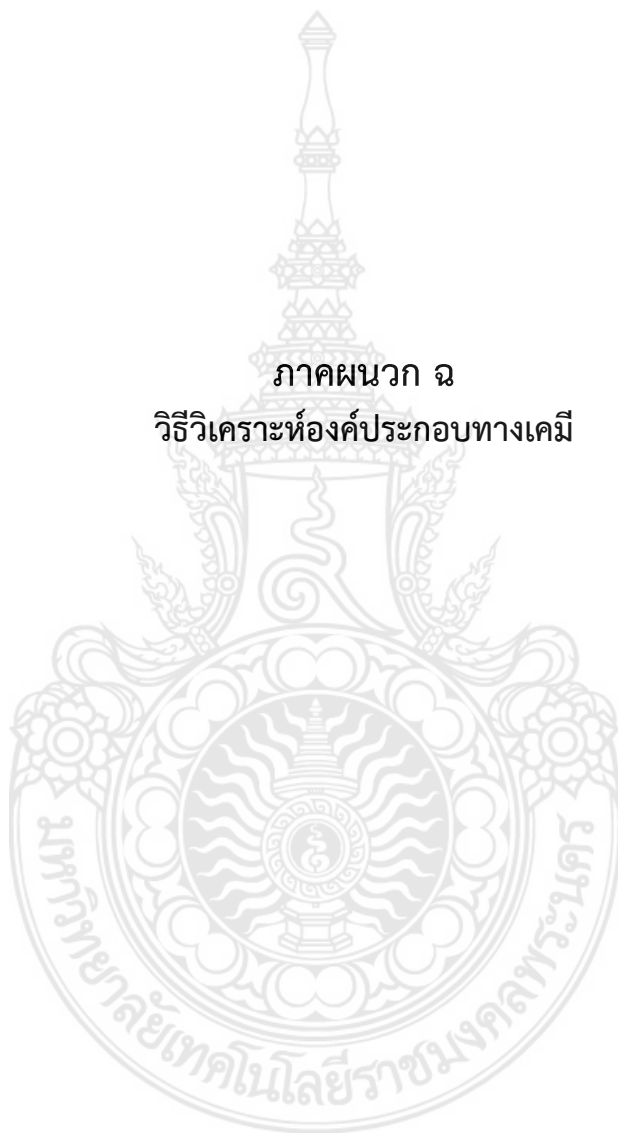 ภาคผนวก ฉ
วิธีวิเคราะห์องค์ประกอบทางเคมี
มหาวิทยาลัยเทคโนโลยีราชมงคลพระนคร